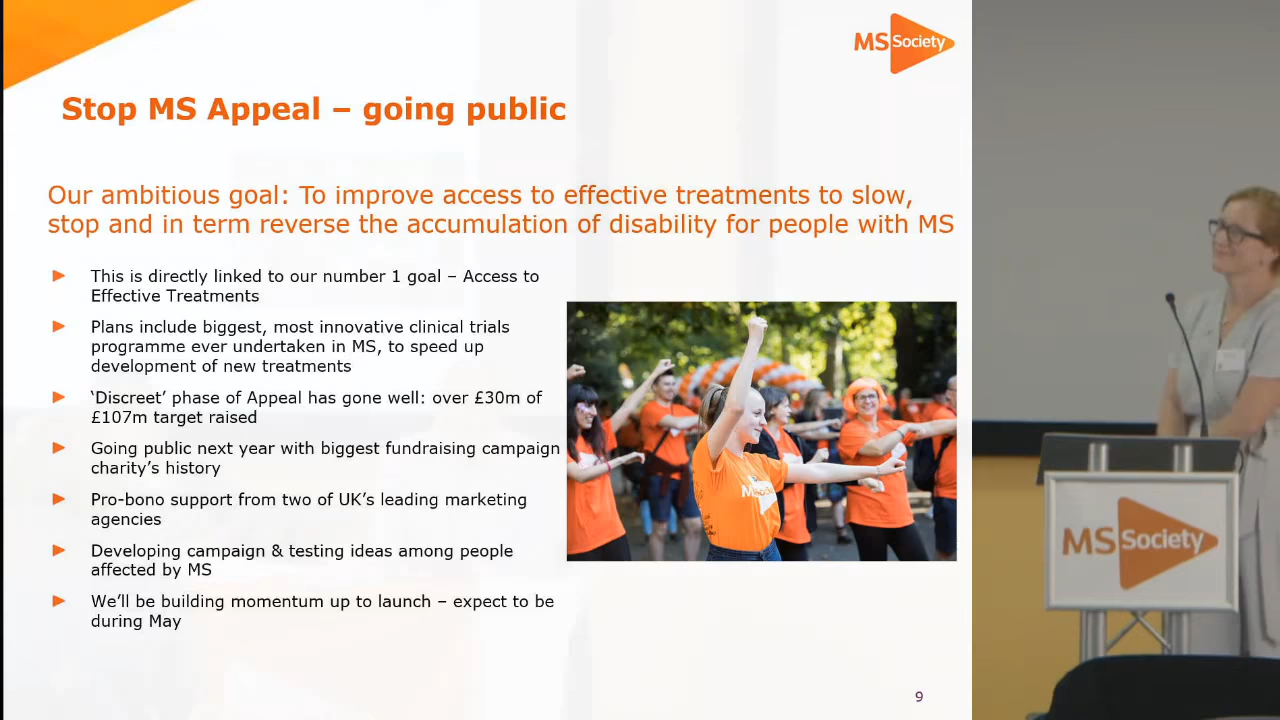 MS Society
Stop MS Appeal – going public
Our ambitious goal: To improve access to effective treatments to slow,
stop and in term reverse the accumulation of disability for people with MS
This is directly linked to our number 1 goal – Access to
Effective Treatments
Plans include biggest, most innovative clinical trials
programme ever undertaken in MS, to speed up
development of new treatments
‘Discreet’ phase of Appeal has gone well: over £30m of
£107m target raised
Going public next year with biggest fundraising campaign
charity’s history
Pro-bono support from two of UK’s leading marketing
agencies
Developing campaign & testing ideas among people
affected by MS
We’ll be building momentum up to launch – expect to be
during May
9
MS Society